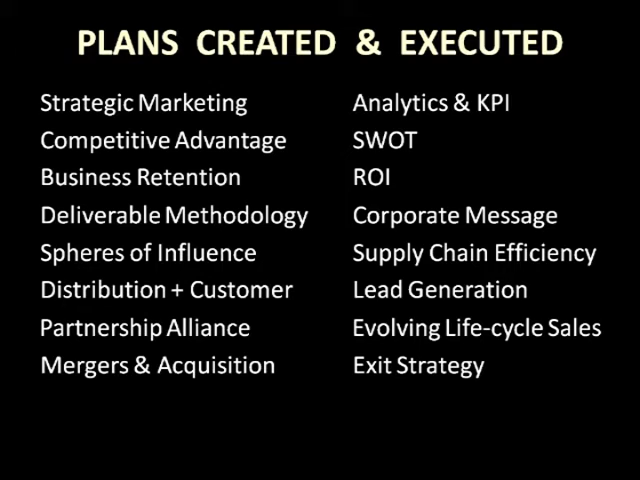 PLANS CREATED & EXECUTED
Strategic Marketing
Competitive Advantage
Business Retention
Deliverable Methodology
Spheres of Influence
Distribution + Customer
Partnership Alliance
Mergers & Acquisition
Analytics & KPI
SWOT
ROI
Corporate Message
Supply Chain Efficiency
Lead Generation
Evolving Life-cycle Sales
Exit Strategy